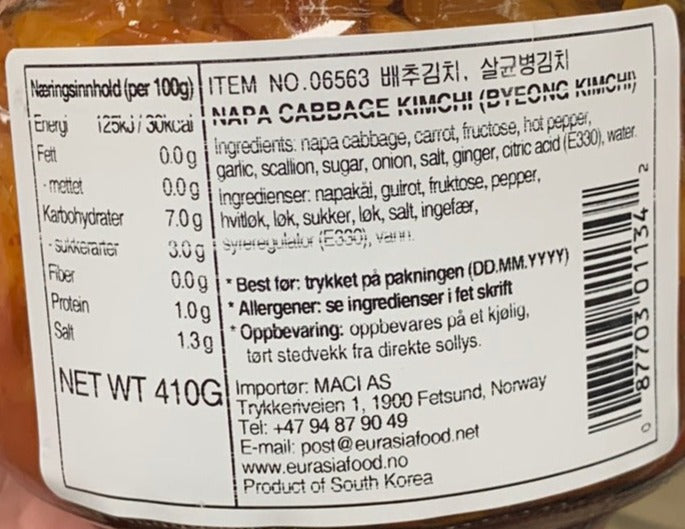 Næringsinnhold (per 100g)
Energi 125kJ / 30kcal
Fett 0.0g
- mettet 0.0g
Karbohydrater 7.0g
- sukkerarter 3.0g
Fiber 0.0g
Protein 1.0g
Salt 1.3g
NET WT 410G
ITEM NO.06563 배추김치, 살균병김치
NAPA CABBAGE KIMCHI (BYEONG KIMCHI)
Ingredients: napa cabbage, carrot, fructose, hot pepper,
garlic, scallion, sugar, onion, salt, ginger, citric acid (E330), water.
Ingredienser: napakål, gulrot, fruktose, pepper,
hvitløk, løk, sukker, løk, salt, ingefær,
syreregulator (E330), vann.
* Best før: trykket på pakningen (DD.MM.YYYY)
* Allergener: se ingredienser i fet skrift
* Oppbevaring: oppbevares på et kjølig,
tørt stedvekk fra direkte sollys.
Importør: MACI AS
Trykkeriveien 1, 1900 Fetsund, Norway
Tel: +47 94 87 90 49
E-mail: post@eurasiafood.net
www.eurasiafood.no
Product of South Korea
0 87703 01134 2